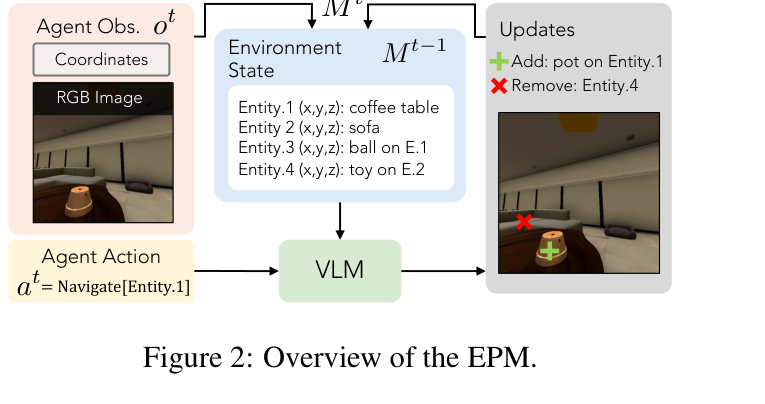 M^t
Agent Obs. o^t
Coordinates
RGB Image
Environment State M^{t-1}
Entity.1 (x,y,z): coffee table
Entity 2 (x,y,z): sofa
Entity.3 (x,y,z): ball on E.1
Entity.4 (x,y,z): toy on E.2
Updates
Add: pot on Entity.1
Remove: Entity.4
Agent Action
a^t = Navigate[Entity.1]
VLM
Figure 2: Overview of the EPM.